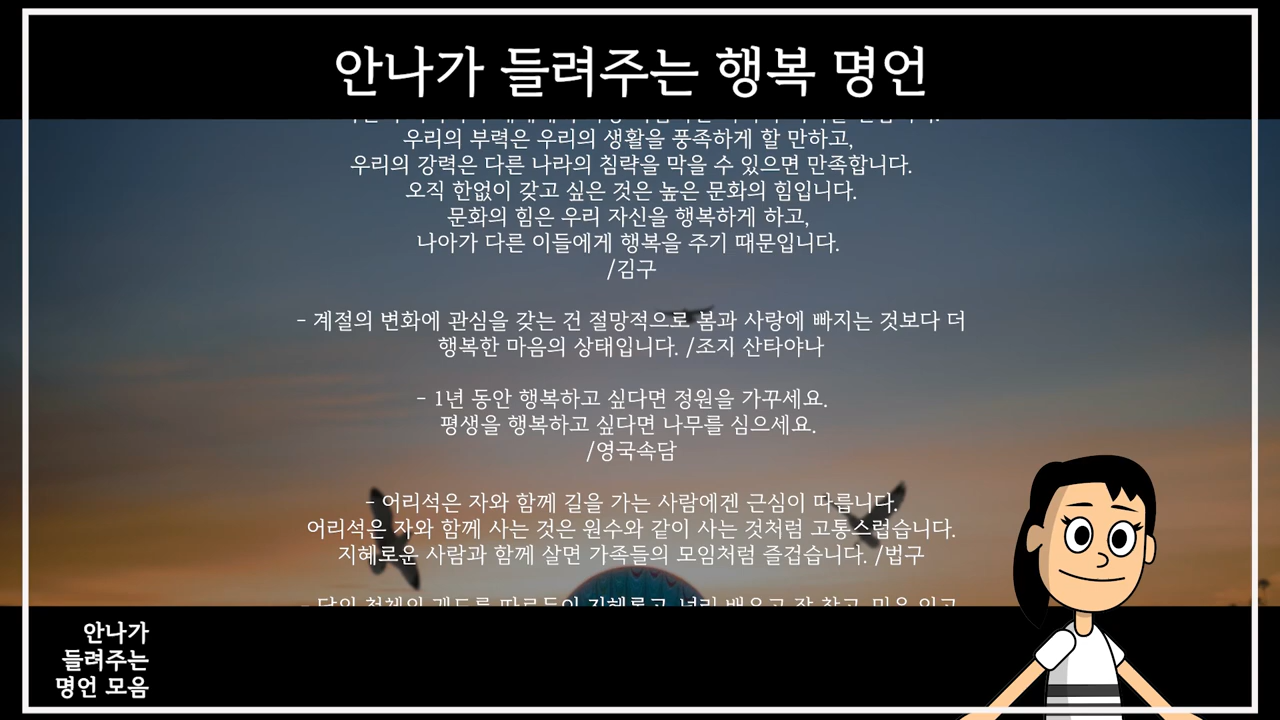 안나가 들려주는 행복 명언
우리의 부력은 우리의 생활을 풍족하게 할 만하고,
우리의 강력은 다른 나라의 침략을 막을 수 있으면 만족합니다.
오직 한없이 갖고 싶은 것은 높은 문화의 힘입니다.
문화의 힘은 우리 자신을 행복하게 하고,
나아가 다른 이들에게 행복을 주기 때문입니다.
/김구
- 계절의 변화에 관심을 갖는 건 절망적으로 봄과 사랑에 빠지는 것보다 더
행복한 마음의 상태입니다. /조지 산타야나
- 1년 동안 행복하고 싶다면 정원을 가꾸세요.
평생을 행복하고 싶다면 나무를 심으세요.
/영국속담
- 어리석은 자와 함께 길을 가는 사람에겐 근심이 따릅니다.
어리석은 자와 함께 사는 것은 원수와 같이 사는 것처럼 고통스럽습니다.
지혜로운 사람과 함께 살면 가족들의 모임처럼 즐겁습니다. /법구
안나가
들려주는
명언 모음